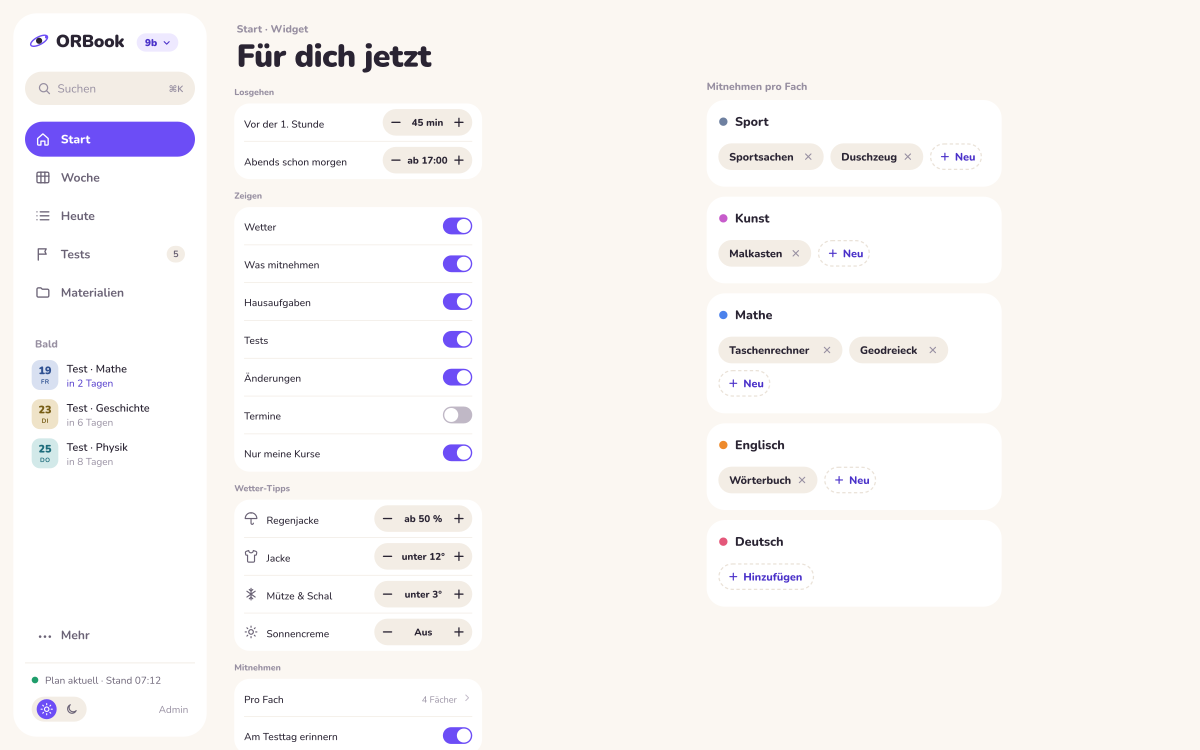 ORBook 9b
Suchen ⌘K
Start
Woche
Heute
Tests 5
Materialien
Bald
19 FR Test · Mathe in 2 Tagen
23 DI Test · Geschichte in 6 Tagen
25 DO Test · Physik in 8 Tagen
Mehr
Plan aktuell · Stand 07:12
Admin
Start · Widget
Für dich jetzt
Losgehen
Vor der 1. Stunde − 45 min +
Abends schon morgen − ab 17:00 +
Zeigen
Wetter
Was mitnehmen
Hausaufgaben
Tests
Änderungen
Termine
Nur meine Kurse
Wetter-Tipps
Regenjacke − ab 50 % +
Jacke − unter 12° +
Mütze & Schal − unter 3° +
Sonnencreme − Aus +
Mitnehmen
Pro Fach 4 Fächer
Am Testtag erinnern
Mitnehmen pro Fach
Sport
Sportsachen × Duschzeug × + Neu
Kunst
Malkasten × + Neu
Mathe
Taschenrechner × Geodreieck ×
+ Neu
Englisch
Wörterbuch × + Neu
Deutsch
+ Hinzufügen